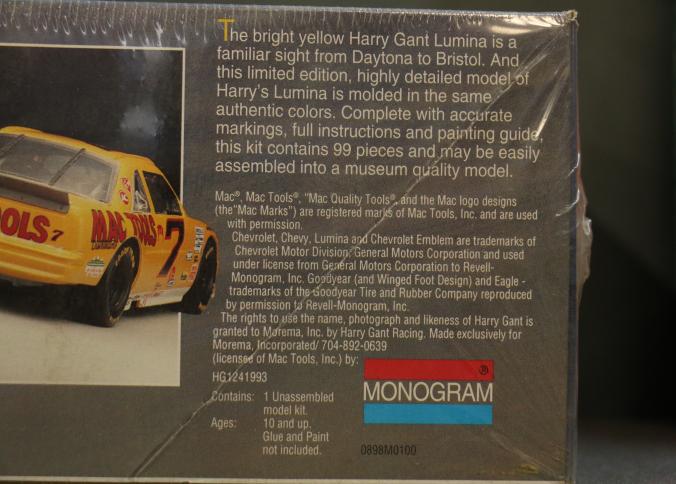 The bright yellow Harry Gant Lumina is a
familiar sight from Daytona to Bristol. And
this limited edition, highly detailed model of
Harry's Lumina is molded in the same
authentic colors. Complete with accurate
markings, full instructions and painting guide,
this kit contains 99 pieces and may be easily
assembled into a museum quality model.
Mac®, Mac Tools®, "Mac Quality Tools®, and the Mac logo designs
(the"Mac Marks") are registered marks of Mac Tools, Inc. and are used
with permission.
Chevrolet, Chevy, Lumina and Chevrolet Emblem are trademarks of
Chevrolet Motor Division, General Motors Corporation and used
under license from General Motors Corporation to Revell-
Monogram, Inc. Goodyear (and Winged Foot Design) and Eagle -
trademarks of the Goodyear Tire and Rubber Company reproduced
by permission to Revell-Monogram, Inc.
The rights to use the name, photograph and likeness of Harry Gant is
granted to Morema, Inc. by Harry Gant Racing. Made exclusively for
Morema, Incorporated/ 704-892-0639
(licensee of Mac Tools, Inc.) by:
HG1241993
Contains: 1 Unassembled
model kit.
Ages: 10 and up.
Glue and Paint
not included.
MONOGRAM®
0898M0100
OOLS 7
MAC TOOLS
7